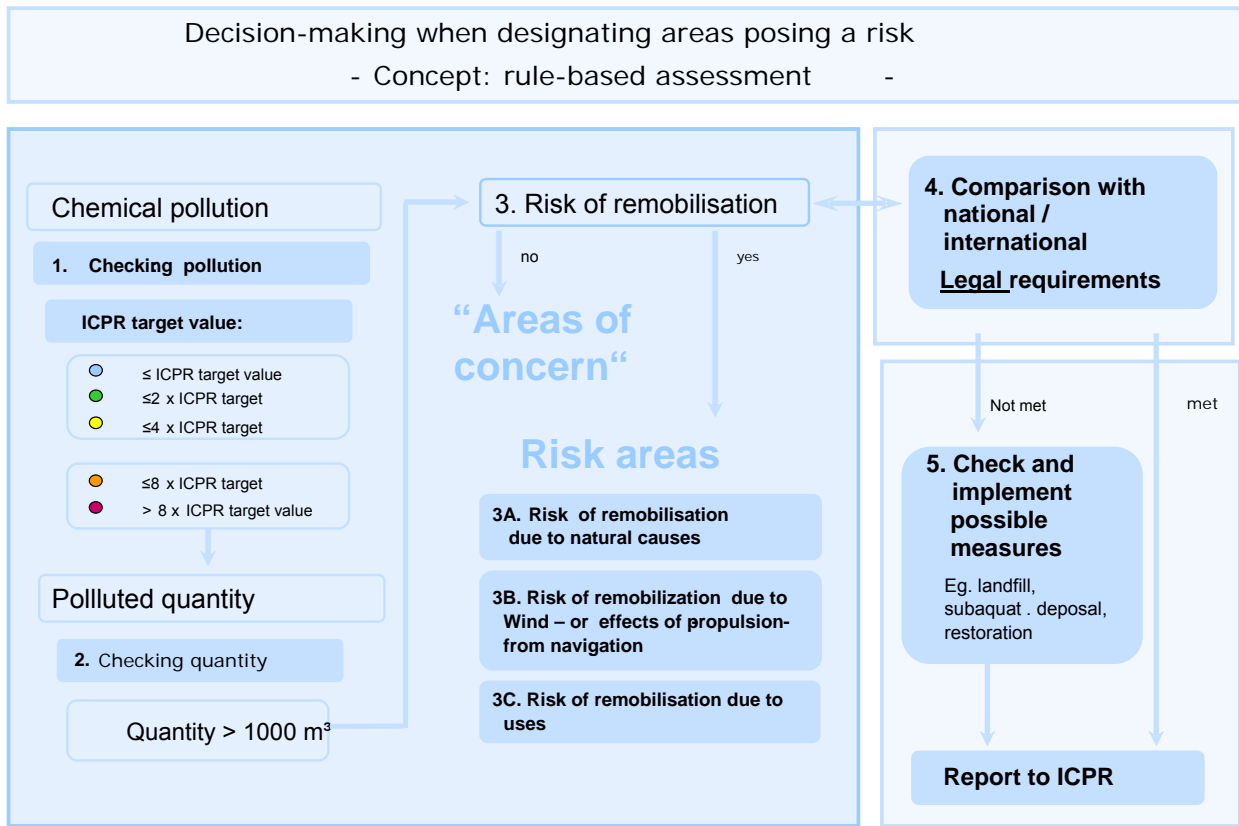 Decision-making when designating areas posing a risk
- Concept: rule-based assessment -
Chemical pollution
1. Checking pollution
ICPR target value:
≤ ICPR target value
≤2 x ICPR target
≤4 x ICPR target
≤8 x ICPR target
> 8 x ICPR target value
Pollluted quantity
2. Checking quantity
Quantity > 1000 m³
3. Risk of remobilisation
no
yes
“Areas of
concern“
Risk areas
3A. Risk of remobilisation
due to natural causes
3B. Risk of remobilization due to
Wind – or effects of propulsion-
from navigation
3C. Risk of remobilisation due to
uses
4. Comparison with
national /
international
Legal requirements
Not met
met
5. Check and
implement
possible
measures
Eg. landfill,
subaquat . deposal,
restoration
Report to ICPR